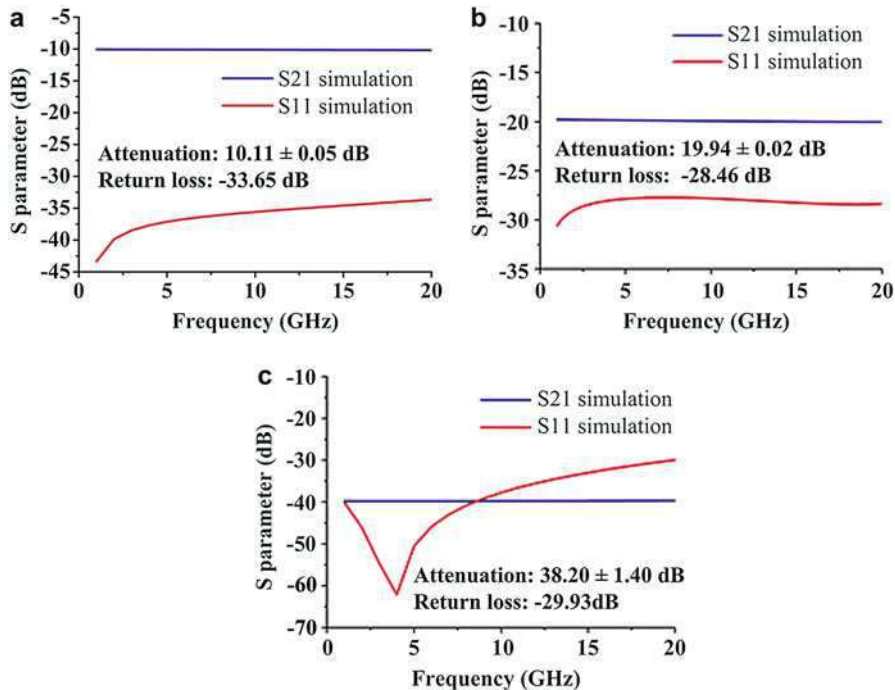 a
-5
-10
-15
-20
-25
-30
-35
-40
-45
S parameter (dB)
S21 simulation
S11 simulation
Attenuation: 10.11 ± 0.05 dB
Return loss: -33.65 dB
0 5 10 15 20
Frequency (GHz)
b
-10
-15
-20
-25
-30
-35
S parameter (dB)
S21 simulation
S11 simulation
Attenuation: 19.94 ± 0.02 dB
Return loss: -28.46 dB
0 5 10 15 20
Frequency (GHz)
c
-10
-20
-30
-40
-50
-60
-70
S parameter (dB)
S21 simulation
S11 simulation
Attenuation: 38.20 ± 1.40 dB
Return loss: -29.93dB
0 5 10 15 20
Frequency (GHz)